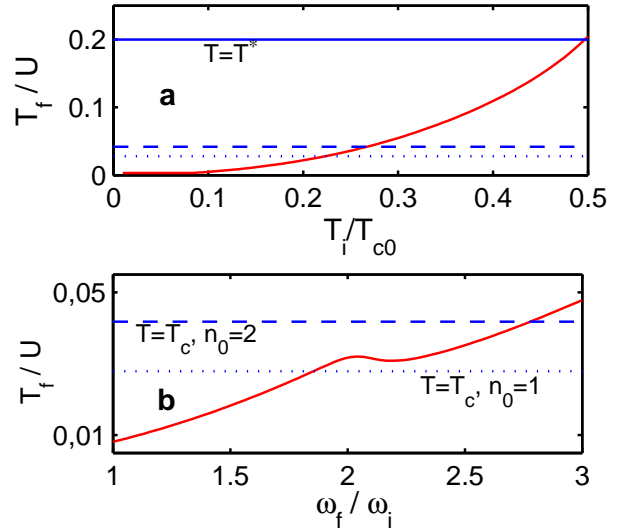 0.2
T=T*
a
0.1
T_f / U
0
0 0.1 0.2 0.3 0.4 0.5
T_i/T_c0
0,05
T=T_c, n_0=2
T_f / U
T=T_c, n_0=1
b
0,01
1 1.5 2 2.5 3
ω_f / ω_i